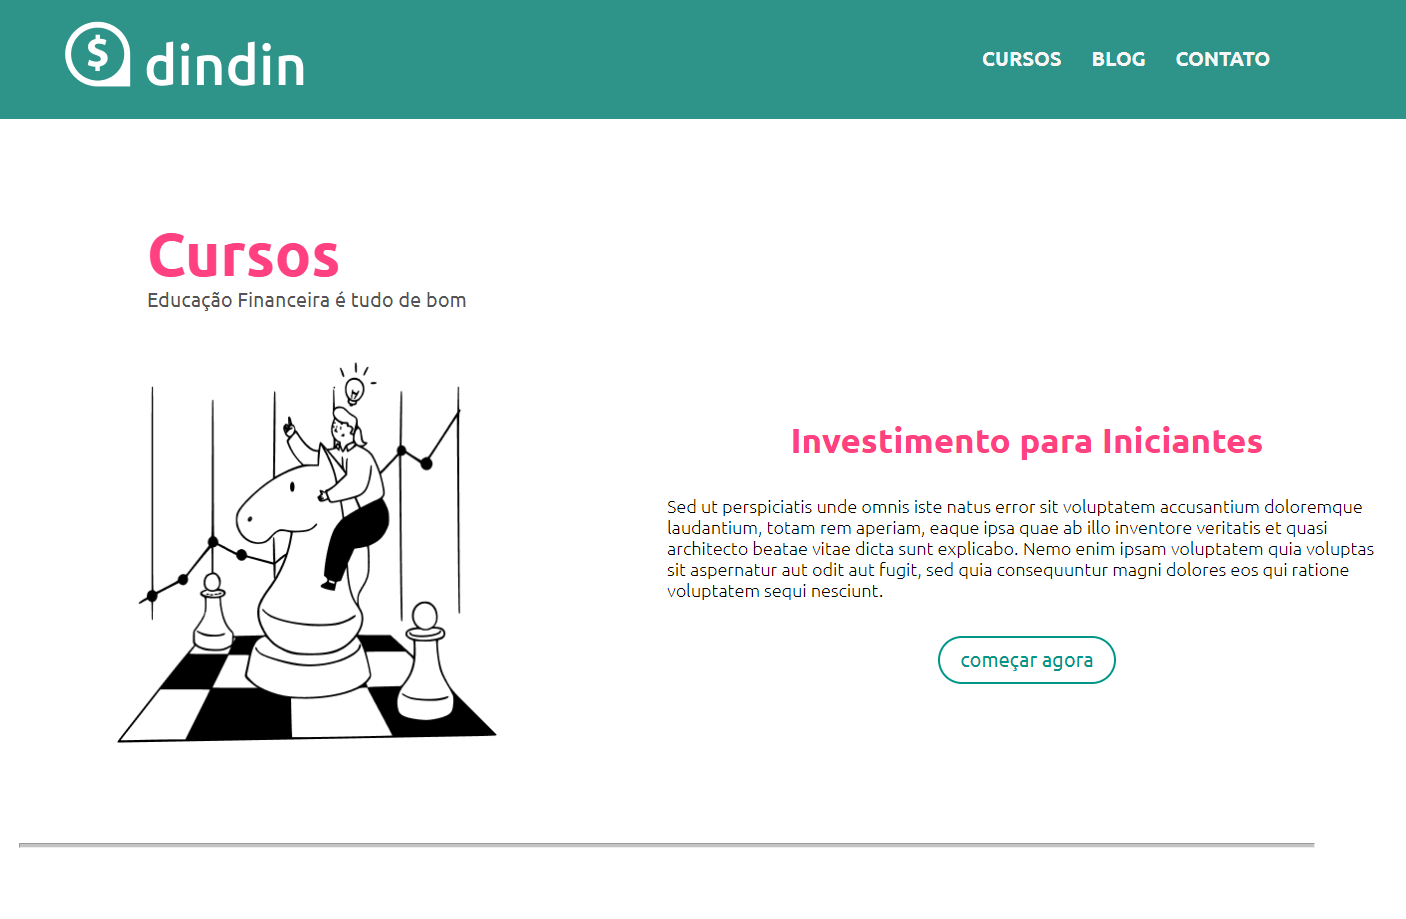 $ dindin
CURSOS BLOG CONTATO
Cursos
Educação Financeira é tudo de bom
Investimento para Iniciantes
Sed ut perspiciatis unde omnis iste natus error sit voluptatem accusantium doloremque
laudantium, totam rem aperiam, eaque ipsa quae ab illo inventore veritatis et quasi
architecto beatae vitae dicta sunt explicabo. Nemo enim ipsam voluptatem quia voluptas
sit aspernatur aut odit aut fugit, sed quia consequuntur magni dolores eos qui ratione
voluptatem sequi nesciunt.
começar agora